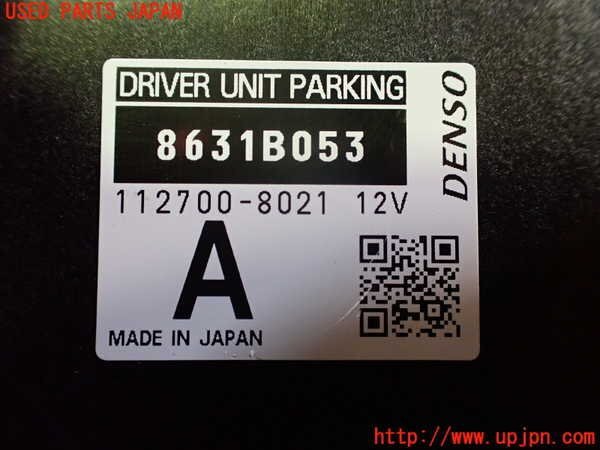 USED PARTS JAPAN
DRIVER UNIT PARKING
8631B053
DENSO
112700-8021 12V
A
MADE IN JAPAN
http://www.upjpn.com/